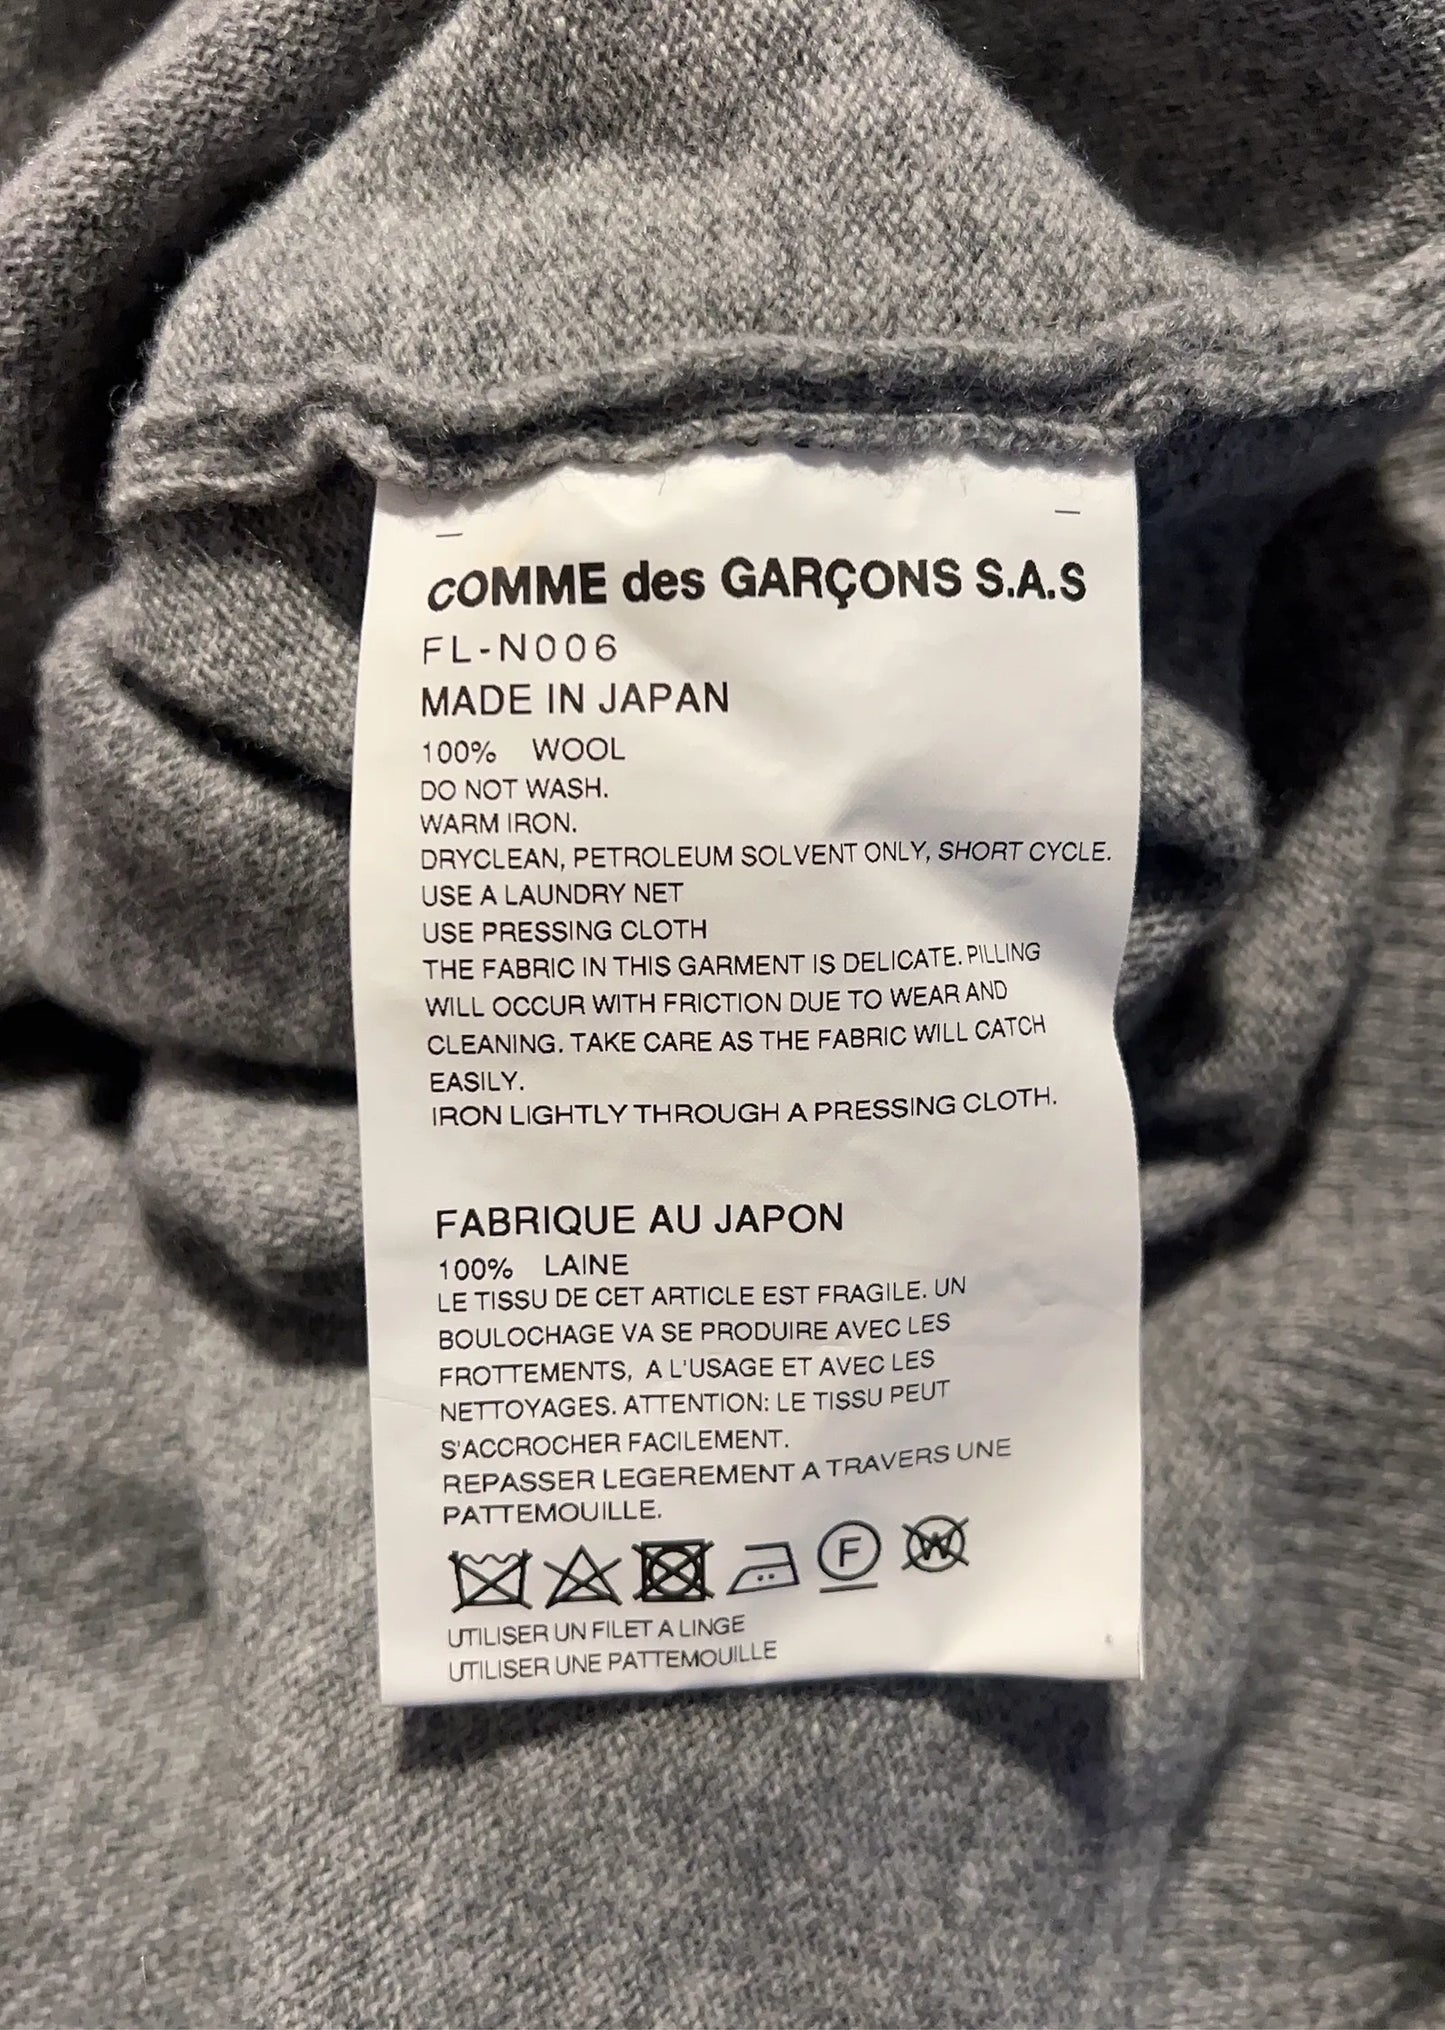 COMME des GARÇONS S.A.S
FL-N006
MADE IN JAPAN
100% WOOL
DO NOT WASH.
WARM IRON.
DRYCLEAN, PETROLEUM SOLVENT ONLY, SHORT CYCLE.
USE A LAUNDRY NET
USE PRESSING CLOTH
THE FABRIC IN THIS GARMENT IS DELICATE. PILLING
WILL OCCUR WITH FRICTION DUE TO WEAR AND
CLEANING. TAKE CARE AS THE FABRIC WILL CATCH
EASILY.
IRON LIGHTLY THROUGH A PRESSING CLOTH.
FABRIQUE AU JAPON
100% LAINE
LE TISSU DE CET ARTICLE EST FRAGILE. UN
BOULOCHAGE VA SE PRODUIRE AVEC LES
FROTTEMENTS, A L'USAGE ET AVEC LES
NETTOYAGES. ATTENTION: LE TISSU PEUT
S'ACCROCHER FACILEMENT.
REPASSER LEGEREMENT A TRAVERS UNE
PATTEMOUILLE.
F W
UTILISER UN FILET A LINGE
UTILISER UNE PATTEMOUILLE